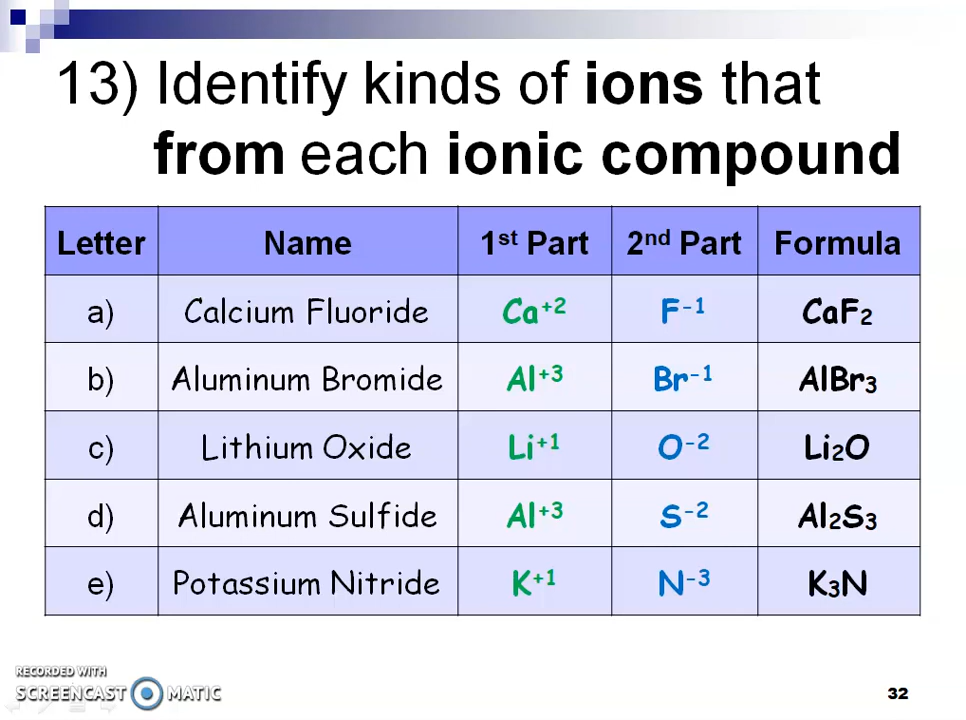 13) Identify kinds of ions that
from each ionic compound
Letter Name 1st Part 2nd Part Formula
a) Calcium Fluoride Ca+2 F-1 CaF2
b) Aluminum Bromide Al+3 Br-1 AlBr3
c) Lithium Oxide Li+1 O-2 Li2O
d) Aluminum Sulfide Al+3 S-2 Al2S3
e) Potassium Nitride K+1 N-3 K3N
RECORDED WITH
SCREENCAST MATIC
32